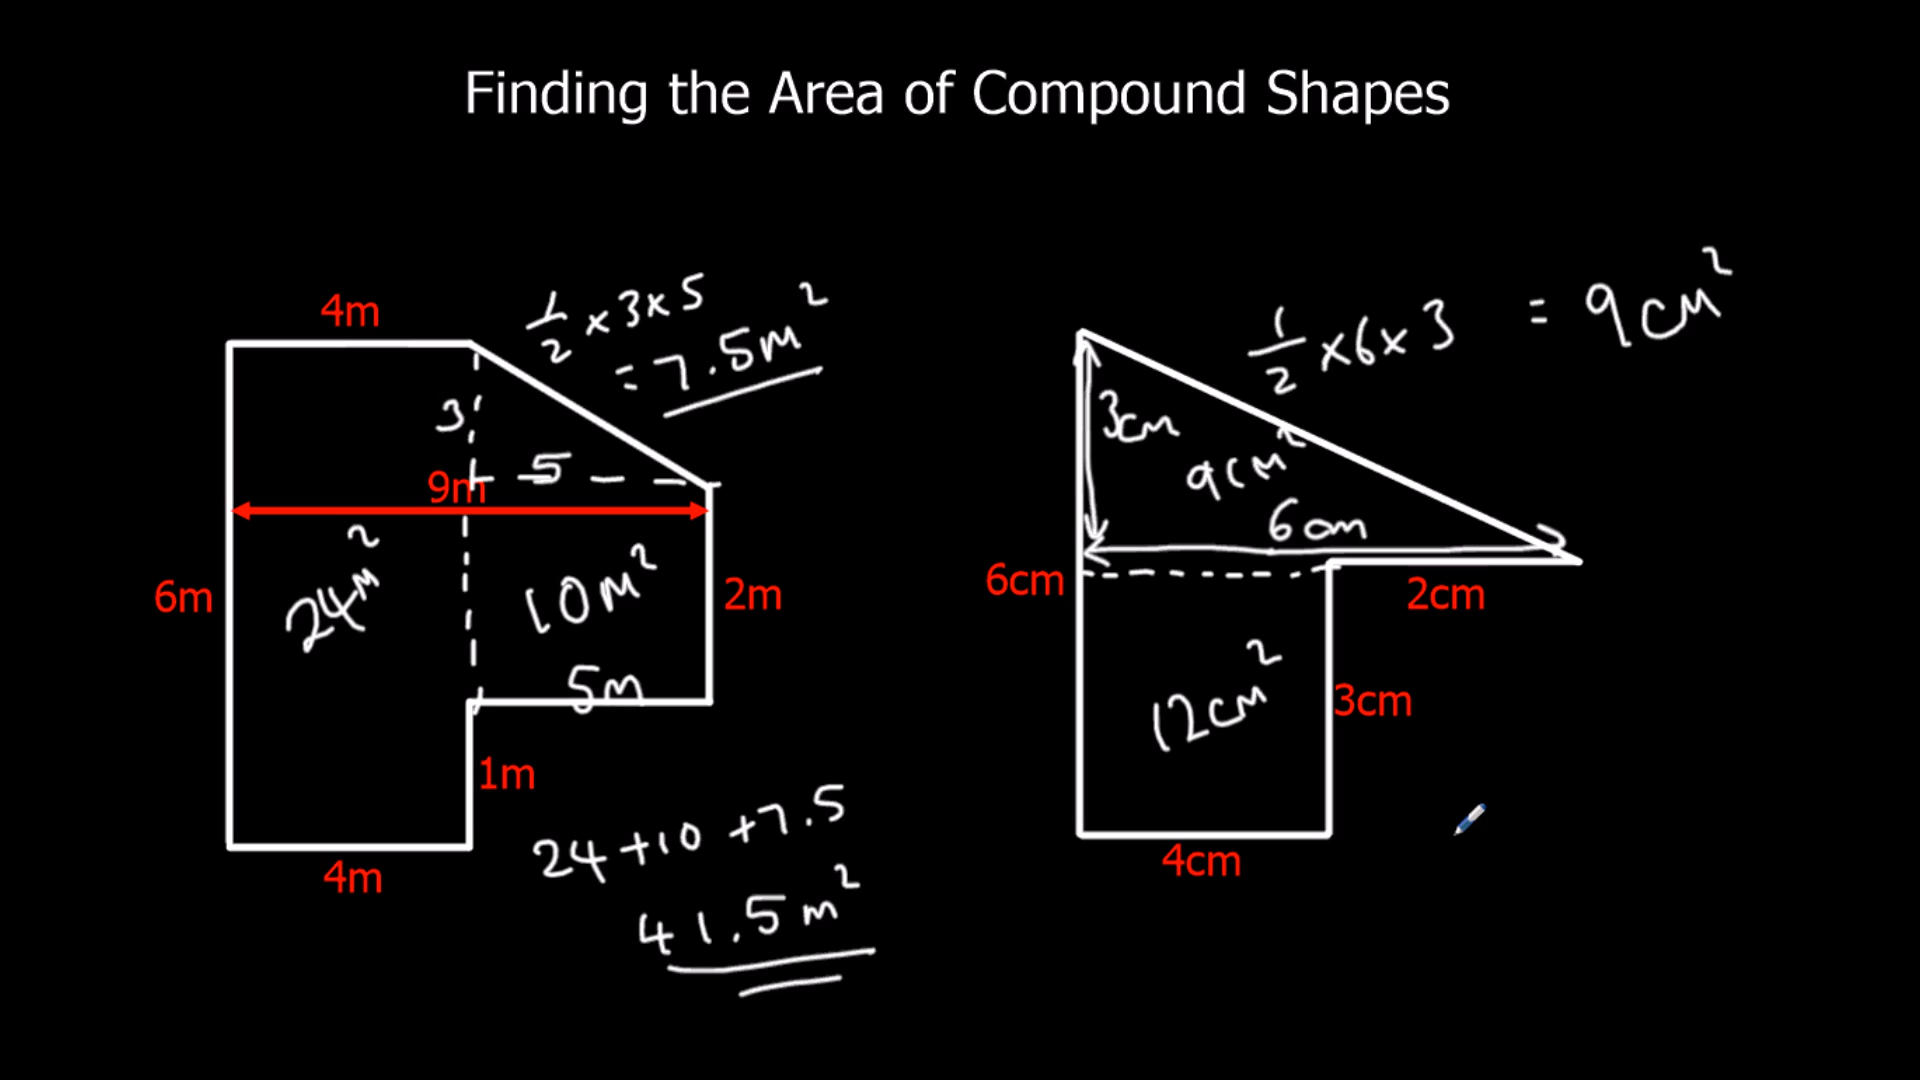 Finding the Area of Compound Shapes
4m
1/2 × 3 × 5
= 7.5m²
3
5
9m
6m
24m²
10m²
2m
5m
1m
4m
24 + 10 + 7.5
41.5m²
1/2 × 6 × 3 = 9cm²
3cm
9cm²
6cm
6cm
2cm
12cm²
3cm
4cm